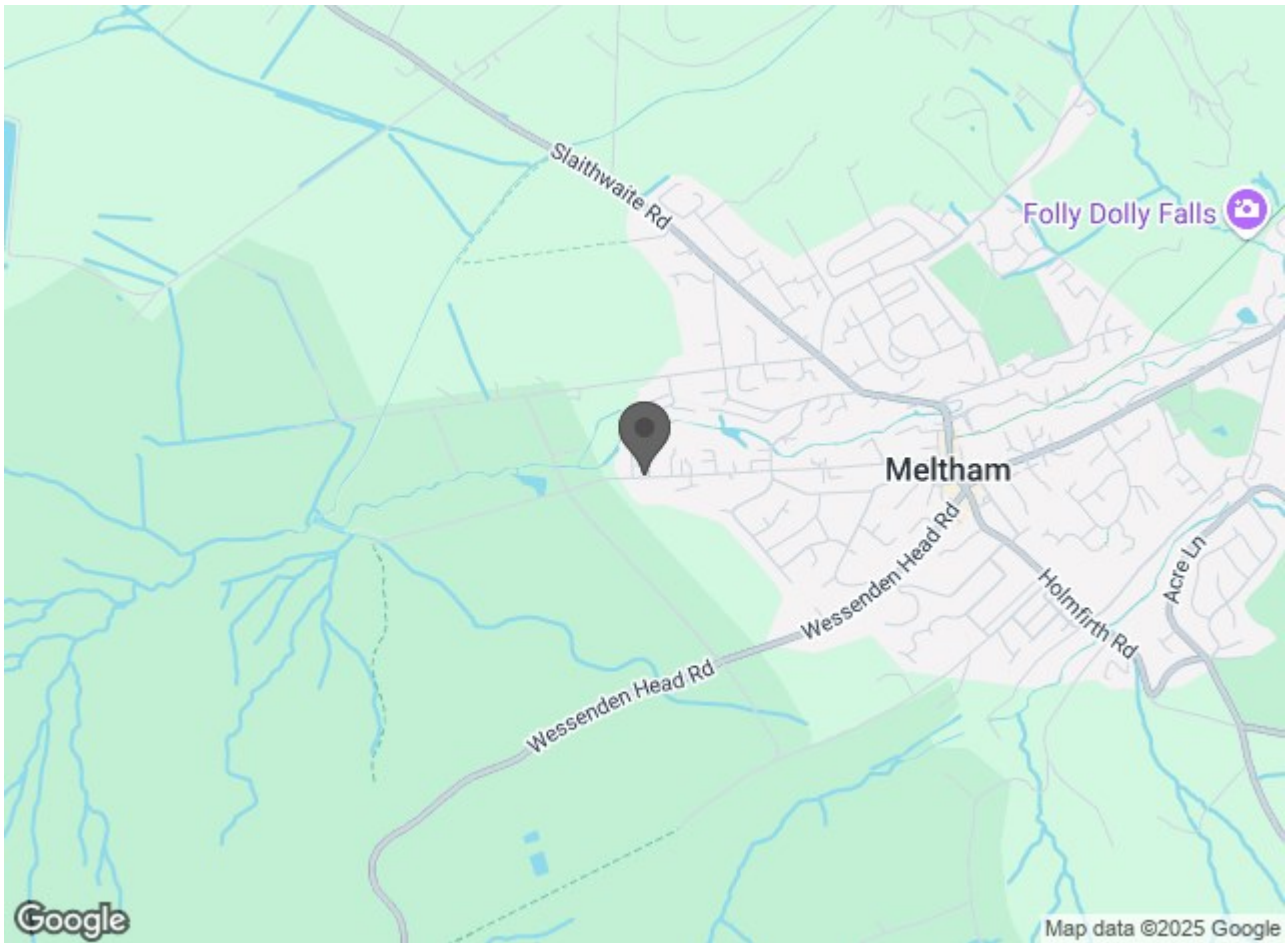 Slaithwaite Rd
Folly Dolly Falls
Meltham
Wessenden Head Rd
Acre Ln
Holmfirth Rd
Wessenden Head Rd
Google
Map data ©2025 Google